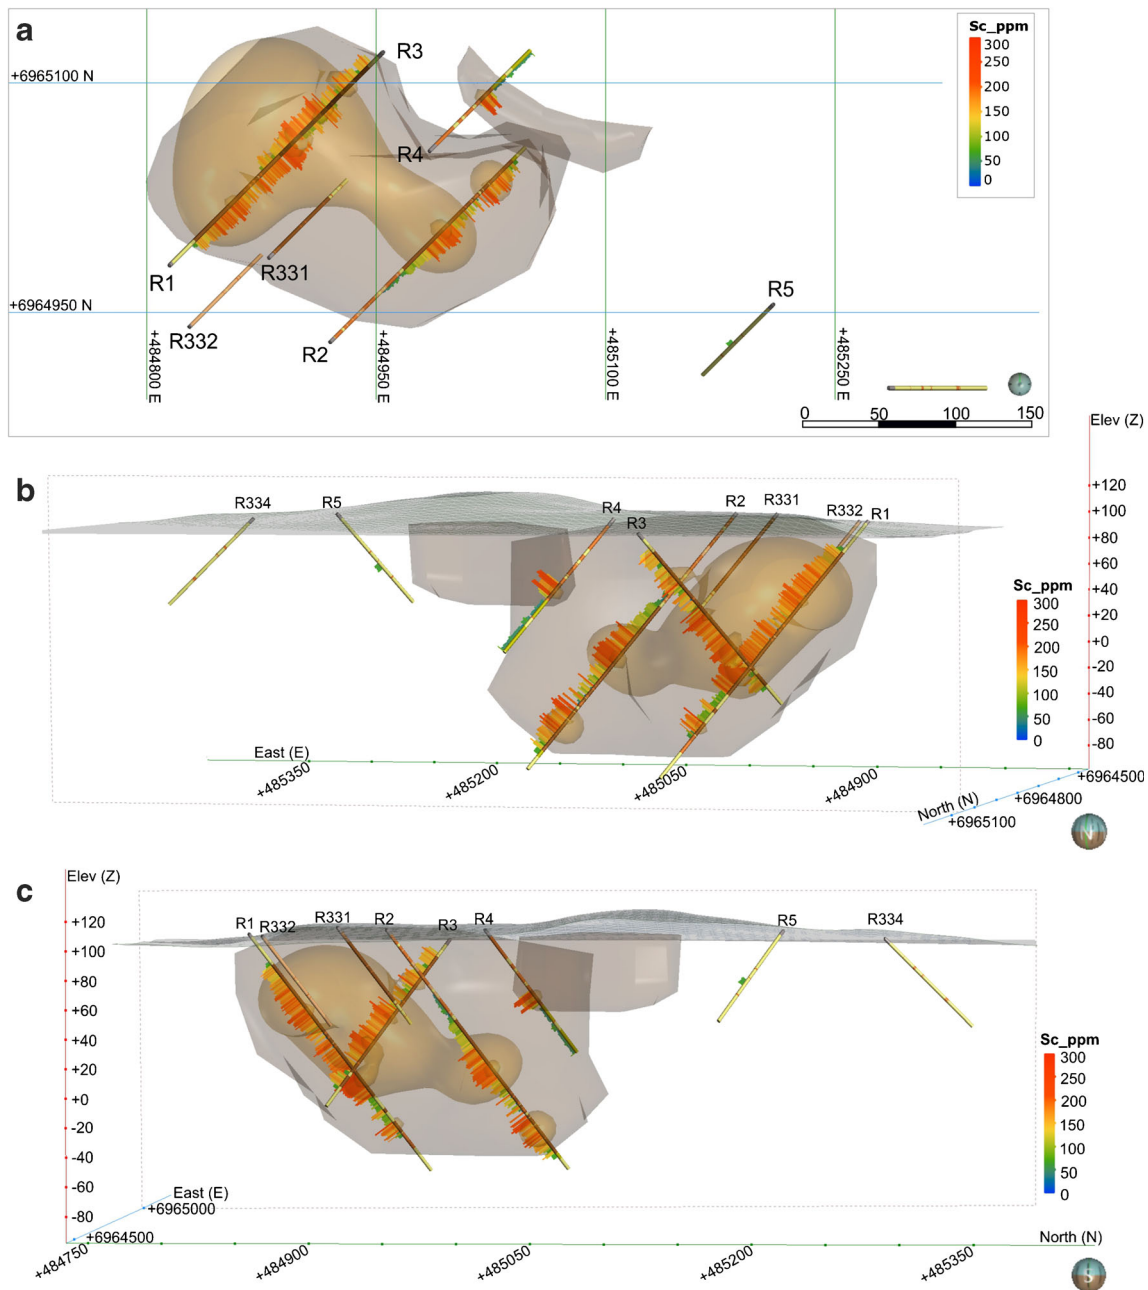 a
Sc_ppm
300
250
200
150
100
50
0
R3
+6965100 N
R4
R1
R331
R5
+6964950 N
R332
R2
+484800 E
+484950 E
+485100 E
+485250 E
0 50 100 150
Elev (Z)
b
R334 R5 R4 R3 R2 R331 R332 R1
+120
+100
+80
+60
+40
+20
+0
-20
-40
-60
-80
Sc_ppm
300
250
200
150
100
50
0
East (E)
+485350 +485200 +485050 +484900
North (N)
+6965100 +6964800 +6964500
N
c
Elev (Z)
R1 R332 R331 R2 R3 R4 R5 R334
+120
+100
+80
+60
+40
+20
+0
-20
-40
-60
-80
Sc_ppm
300
250
200
150
100
50
0
East (E)
+6965000
+6964500
North (N)
+484750 +484900 +485050 +485200 +485350
S